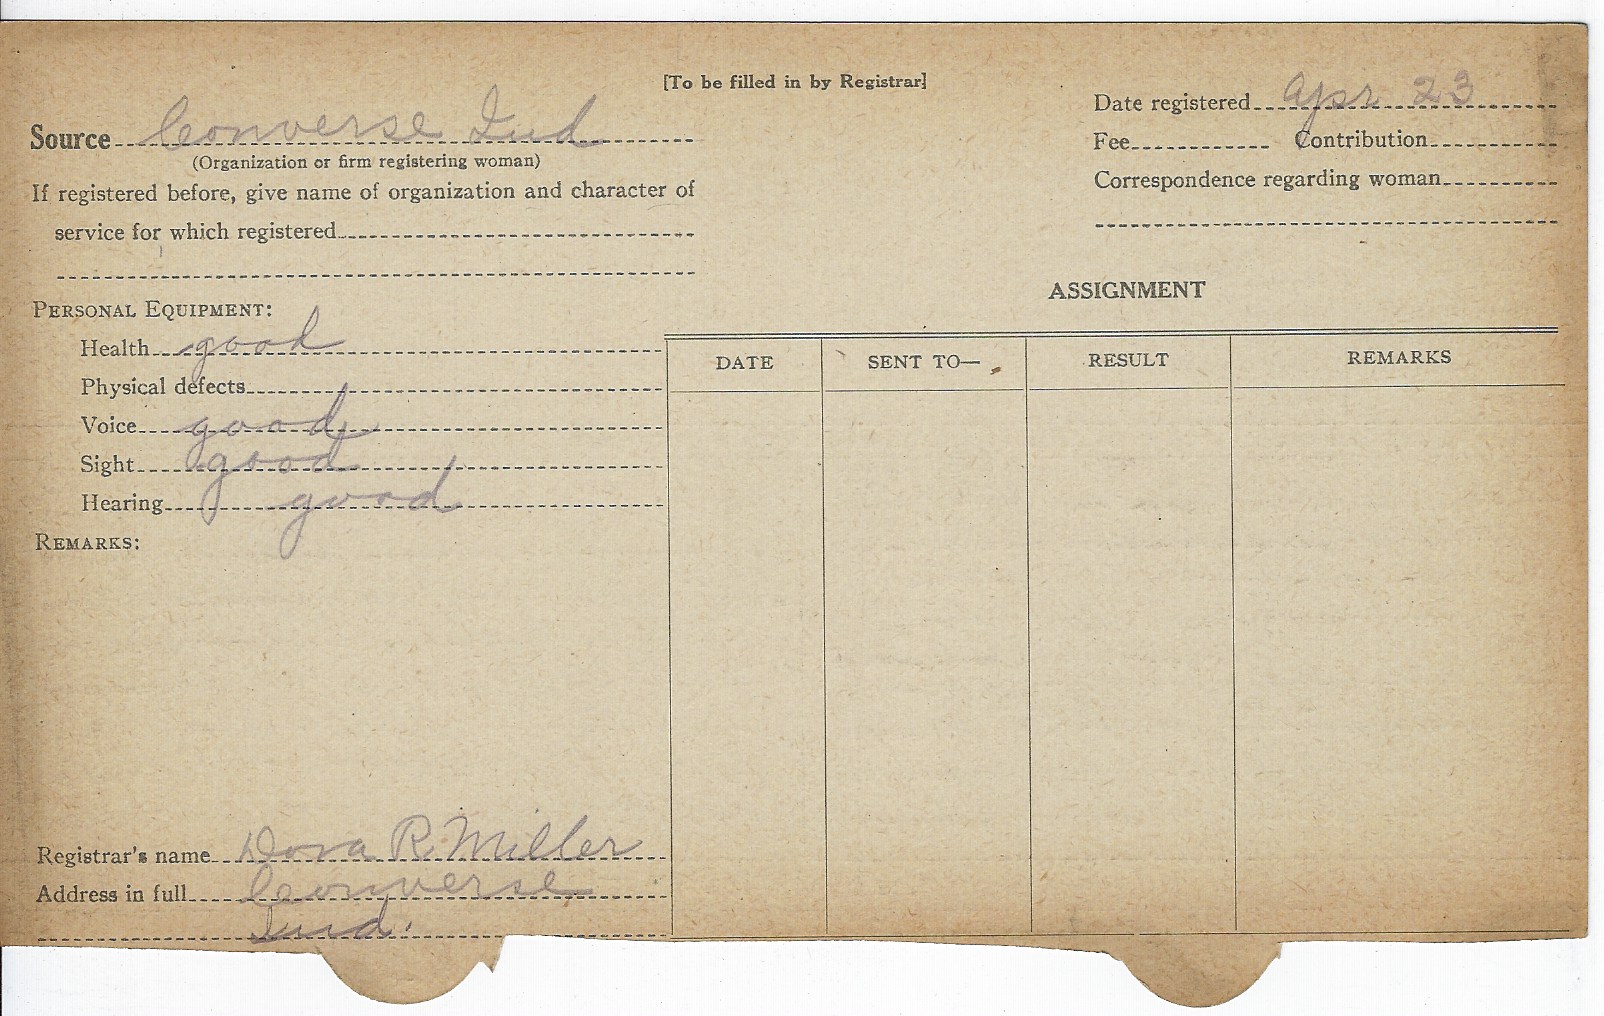 [To be filled in by Registrar]
Source Converse Ind
(Organization or firm registering woman)
If registered before, give name of organization and character of
service for which registered
Date registered Apr 23
Fee Contribution
Correspondence regarding woman
PERSONAL EQUIPMENT:
Health good
Physical defects
Voice good
Sight good
Hearing good
REMARKS:
Registrar's name Dora R Miller
Address in full Converse
Ind.
ASSIGNMENT
DATE SENT TO— RESULT REMARKS